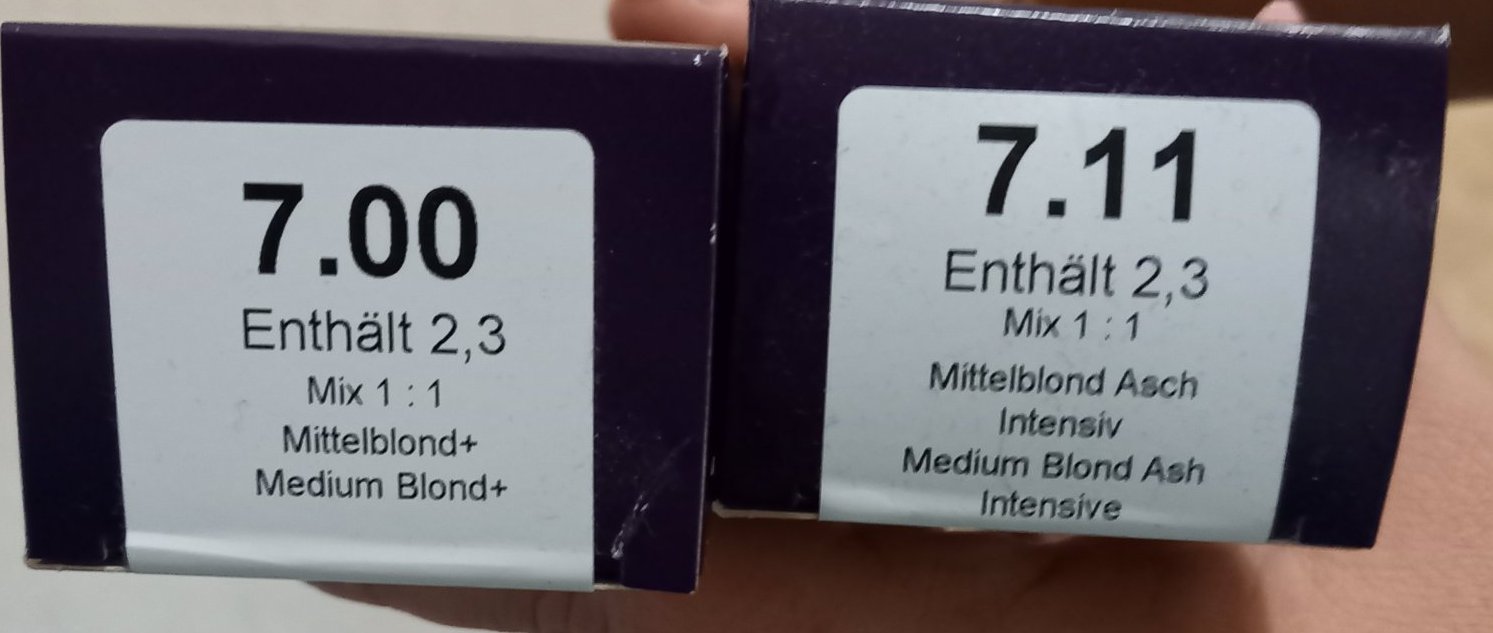 7.00
Enthält 2,3
Mix 1 : 1
Mittelblond+
Medium Blond+
7.11
Enthält 2,3
Mix 1 : 1
Mittelblond Asch
Intensiv
Medium Blond Ash
Intensive